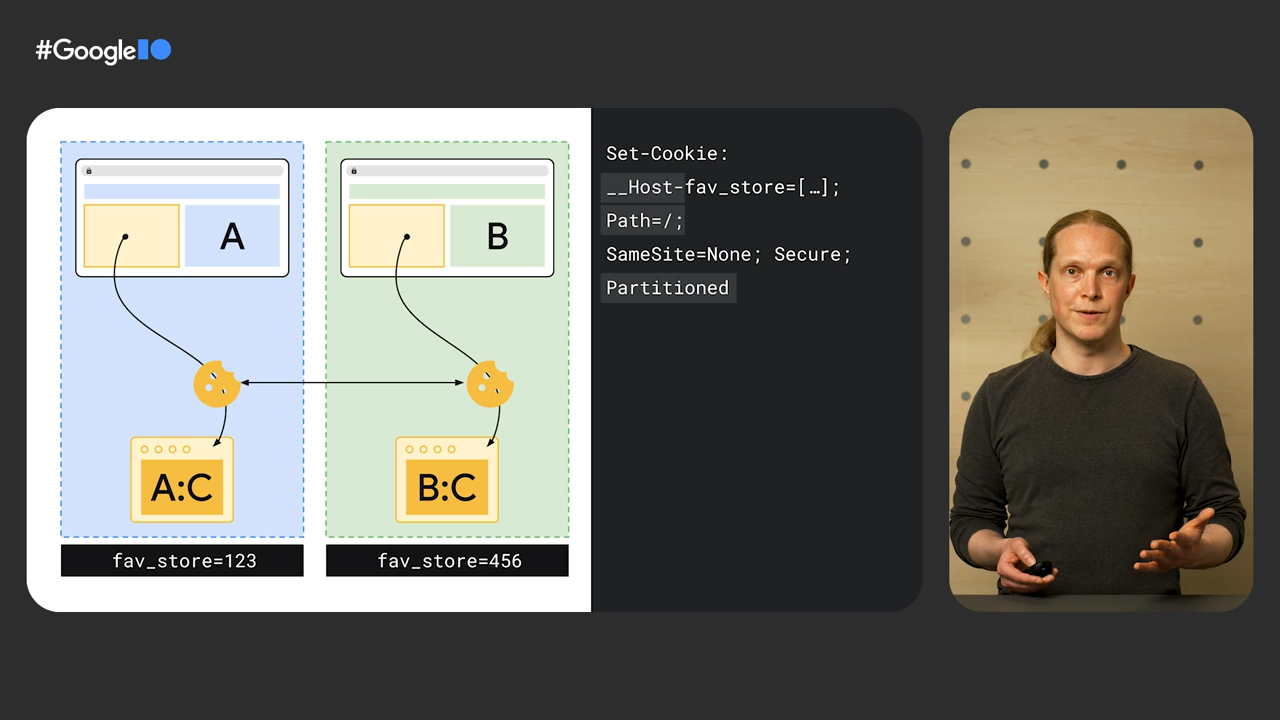 #GoogleIO
A
B
A:C
B:C
fav_store=123
fav_store=456
Set-Cookie:
__Host-fav_store=[…];
Path=/;
SameSite=None; Secure;
Partitioned